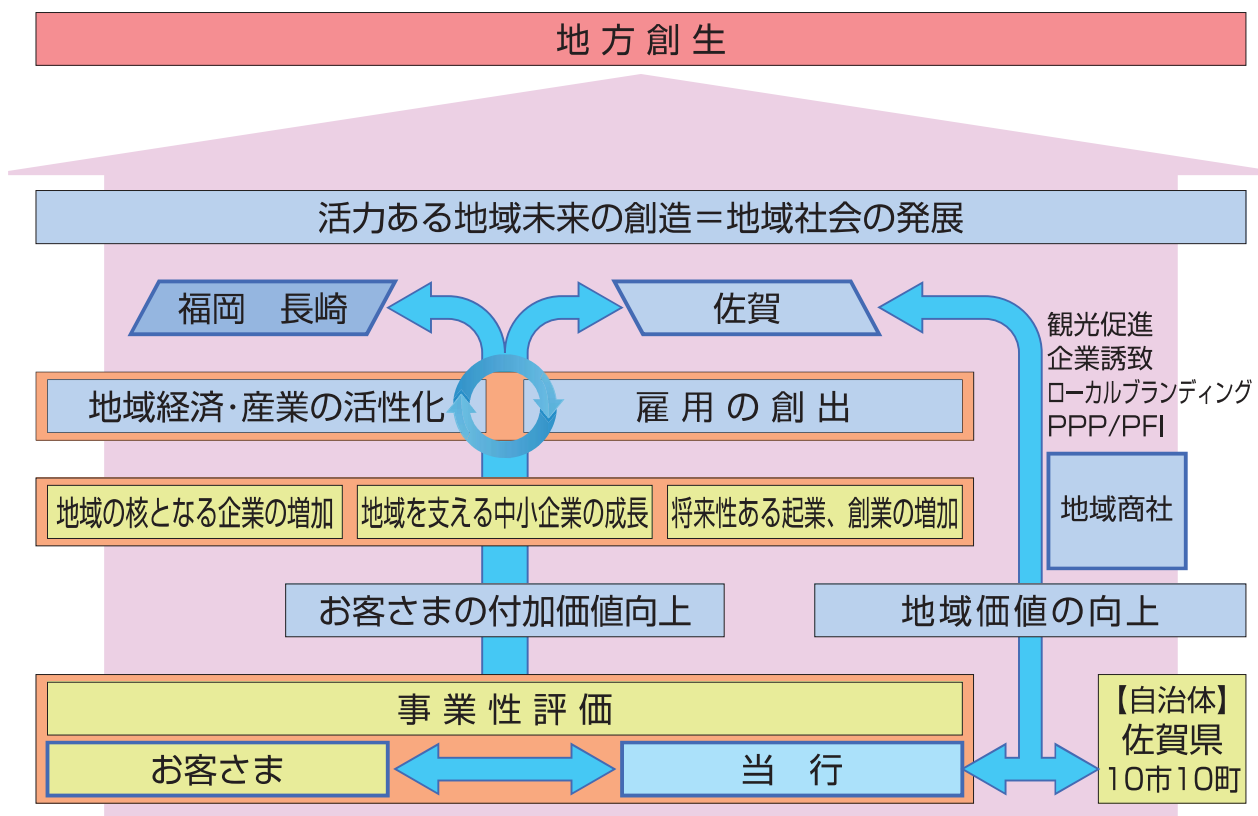 地方創生
活力ある地域未来の創造＝地域社会の発展
福岡　長崎
佐賀
観光促進
企業誘致
ローカルブランディング
PPP/PFI
地域経済・産業の活性化
雇用の創出
地域商社
地域の核となる企業の増加
地域を支える中小企業の成長
将来性ある起業、創業の増加
お客さまの付加価値向上
地域価値の向上
事業性評価
お客さま
当　行
【自治体】
佐賀県
10市10町